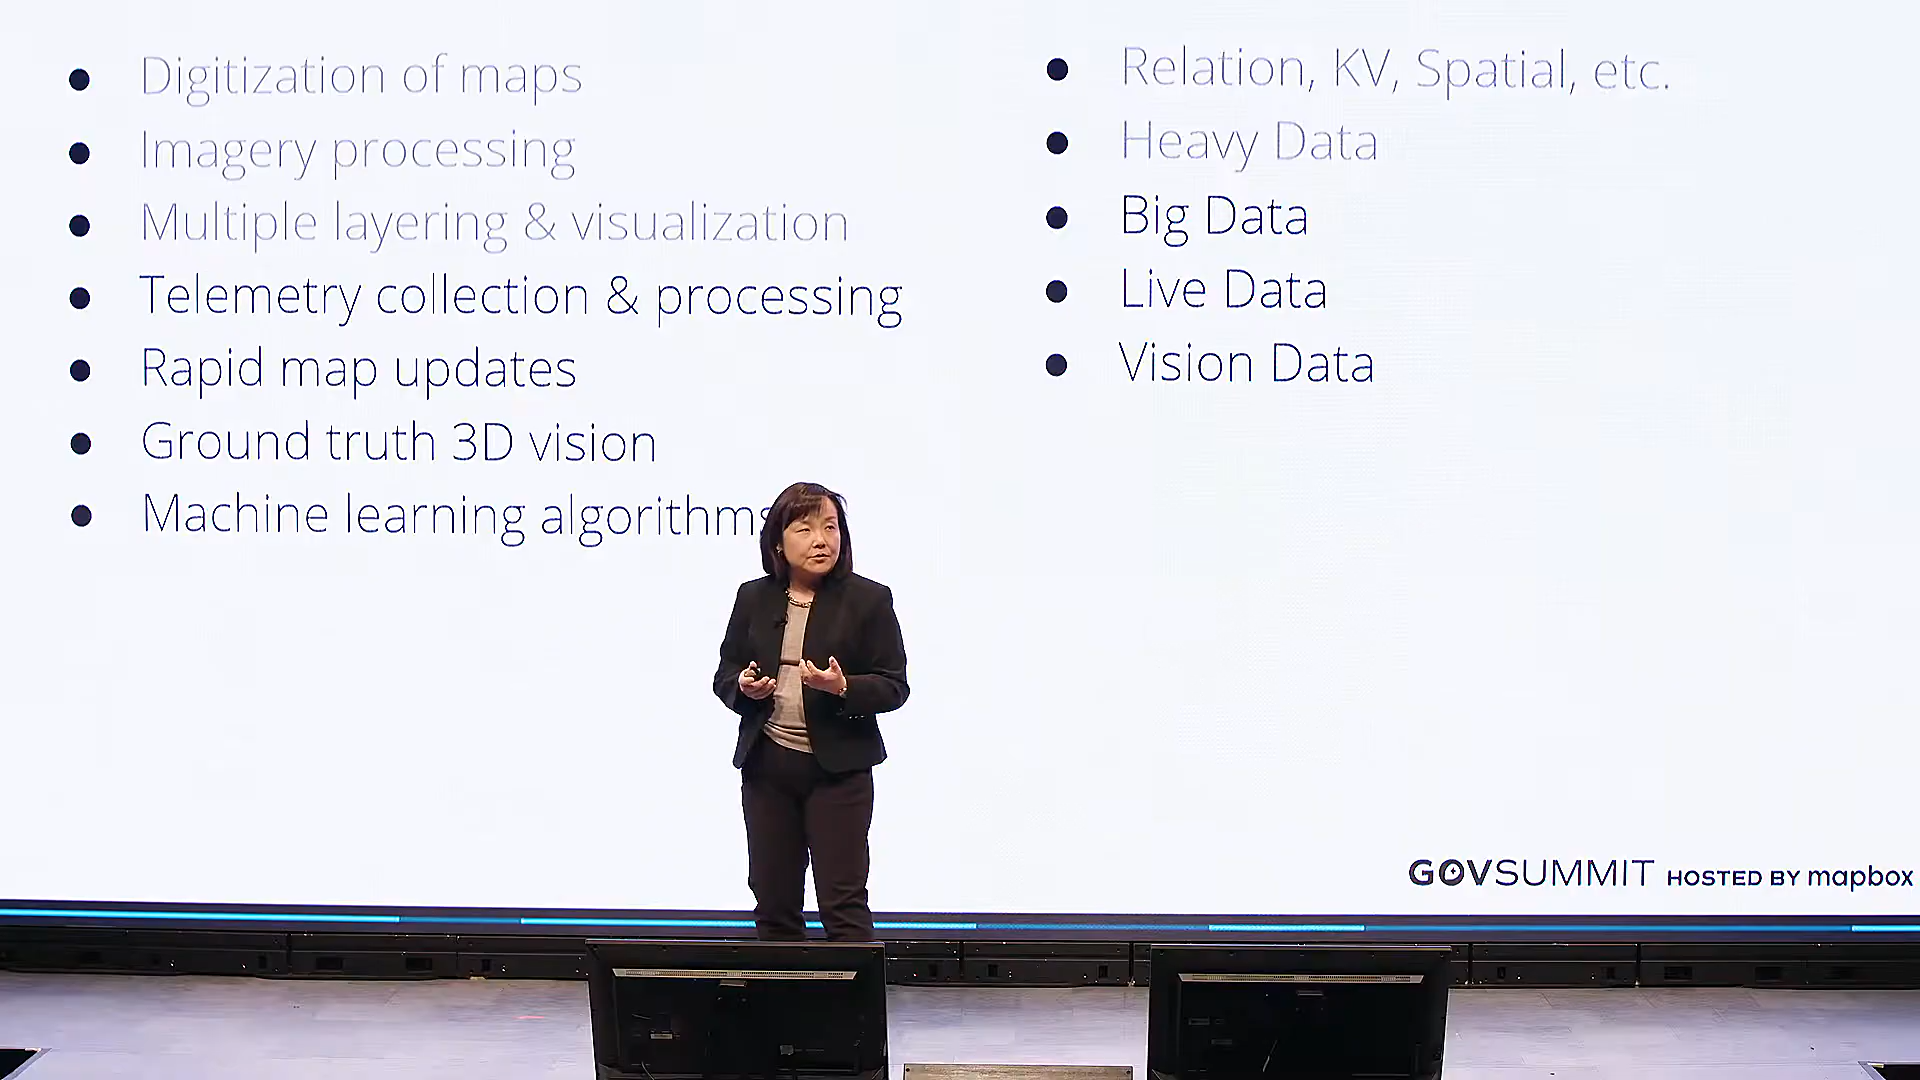 Digitization of maps
Imagery processing
Multiple layering & visualization
Telemetry collection & processing
Rapid map updates
Ground truth 3D vision
Machine learning algorithms
Relation, KV, Spatial, etc.
Heavy Data
Big Data
Live Data
Vision Data
GOVSUMMIT HOSTED BY mapbox